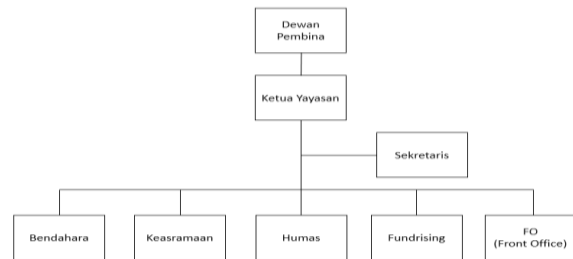 Dewan
Pembina
Ketua Yayasan
Sekretaris
Bendahara
Keasramaan
Humas
Fundrising
FO
(Front Office)